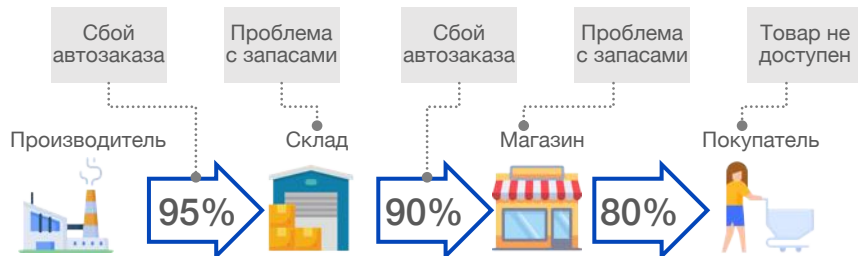 Сбой
автозаказа
Проблема
с запасами
Сбой
автозаказа
Проблема
с запасами
Товар не
доступен
Производитель
Склад
Магазин
Покупатель
95%
90%
80%